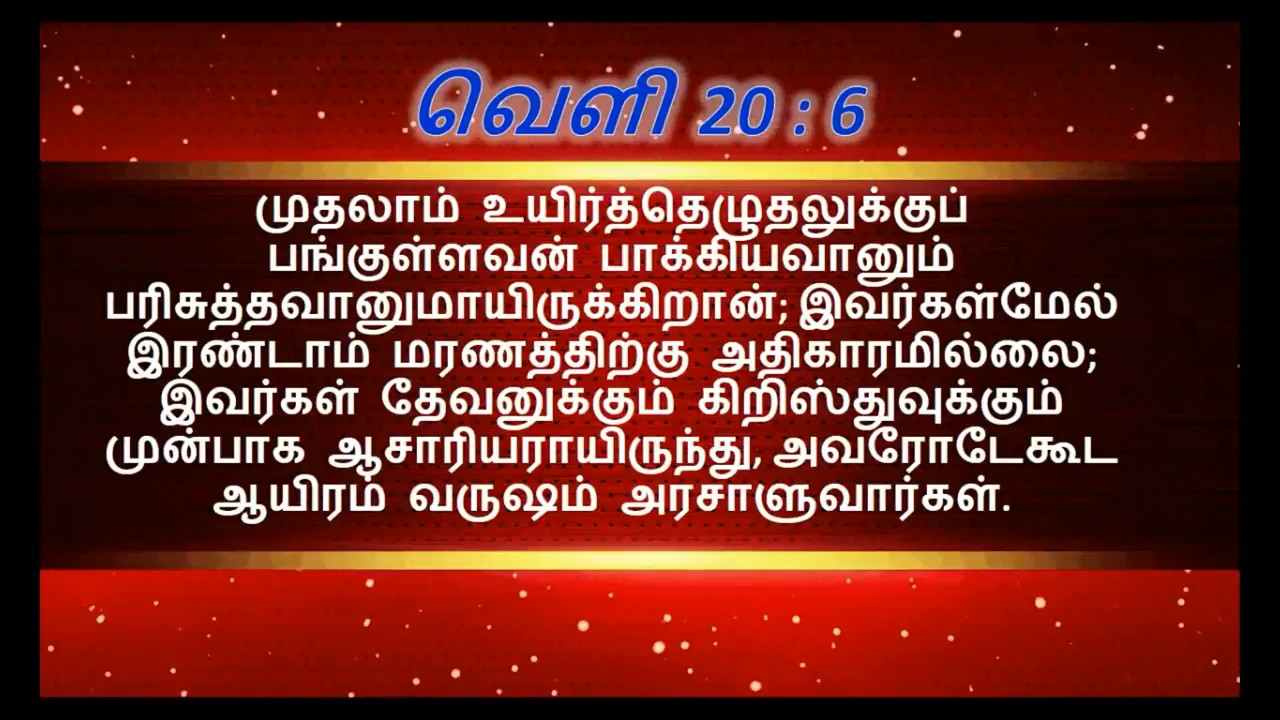 வெளி 20 : 6
முதலாம் உயிர்த்தெழுதலுக்குப்
பங்குள்ளவன் பாக்கியவானும்
பரிசுத்தவானுமாயிருக்கிறான்; இவர்கள்மேல்
இரண்டாம் மரணத்திற்கு அதிகாரமில்லை;
இவர்கள் தேவனுக்கும் கிறிஸ்துவுக்கும்
முன்பாக ஆசாரியராயிருந்து, அவரோடேகூட
ஆயிரம் வருஷம் அரசாளுவார்கள்.